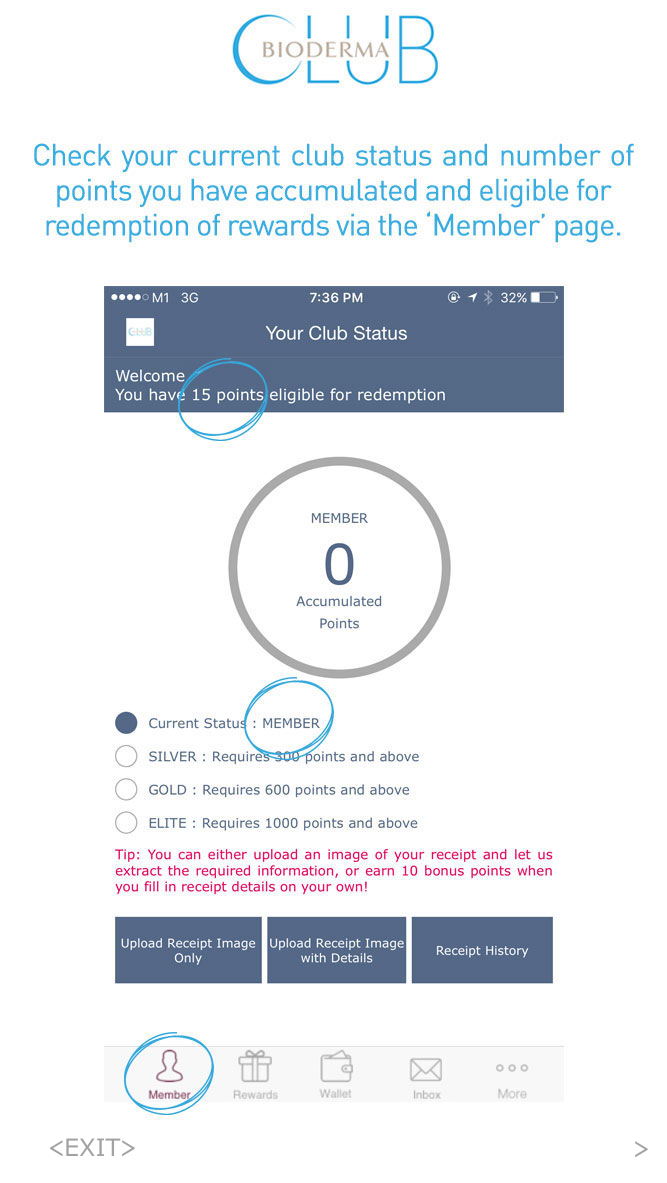 CLUB
BIODERMA
Check your current club status and number of
points you have accumulated and eligible for
redemption of rewards via the ‘Member’ page.
M1 3G 7:36 PM 32%
CLUB Your Club Status
Welcome
You have 15 points eligible for redemption
MEMBER
0
Accumulated
Points
Current Status : MEMBER
SILVER : Requires 300 points and above
GOLD : Requires 600 points and above
ELITE : Requires 1000 points and above
Tip: You can either upload an image of your receipt and let us
extract the required information, or earn 10 bonus points when
you fill in receipt details on your own!
Upload Receipt Image
Only
Upload Receipt Image
with Details
Receipt History
Member Rewards Wallet Inbox More
<EXIT> >